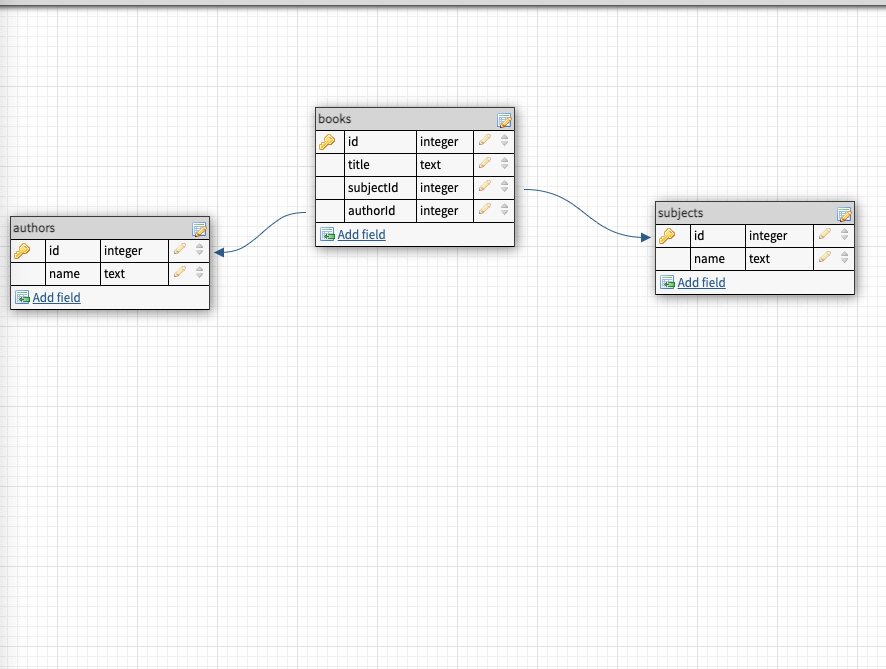 books
id integer
title text
subjectId integer
authorId integer
Add field
authors
id integer
name text
Add field
subjects
id integer
name text
Add field